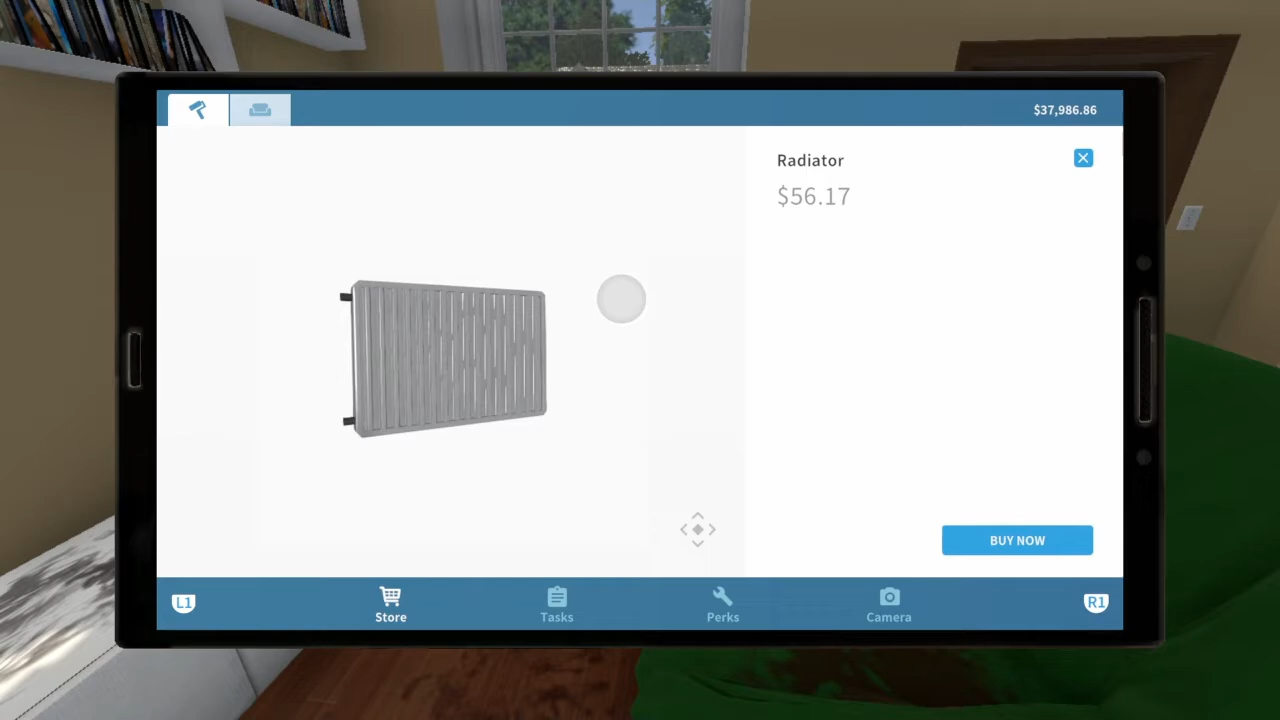 $37,986.86
Radiator
$56.17
BUY NOW
L1
Store
Tasks
Perks
Camera
R1